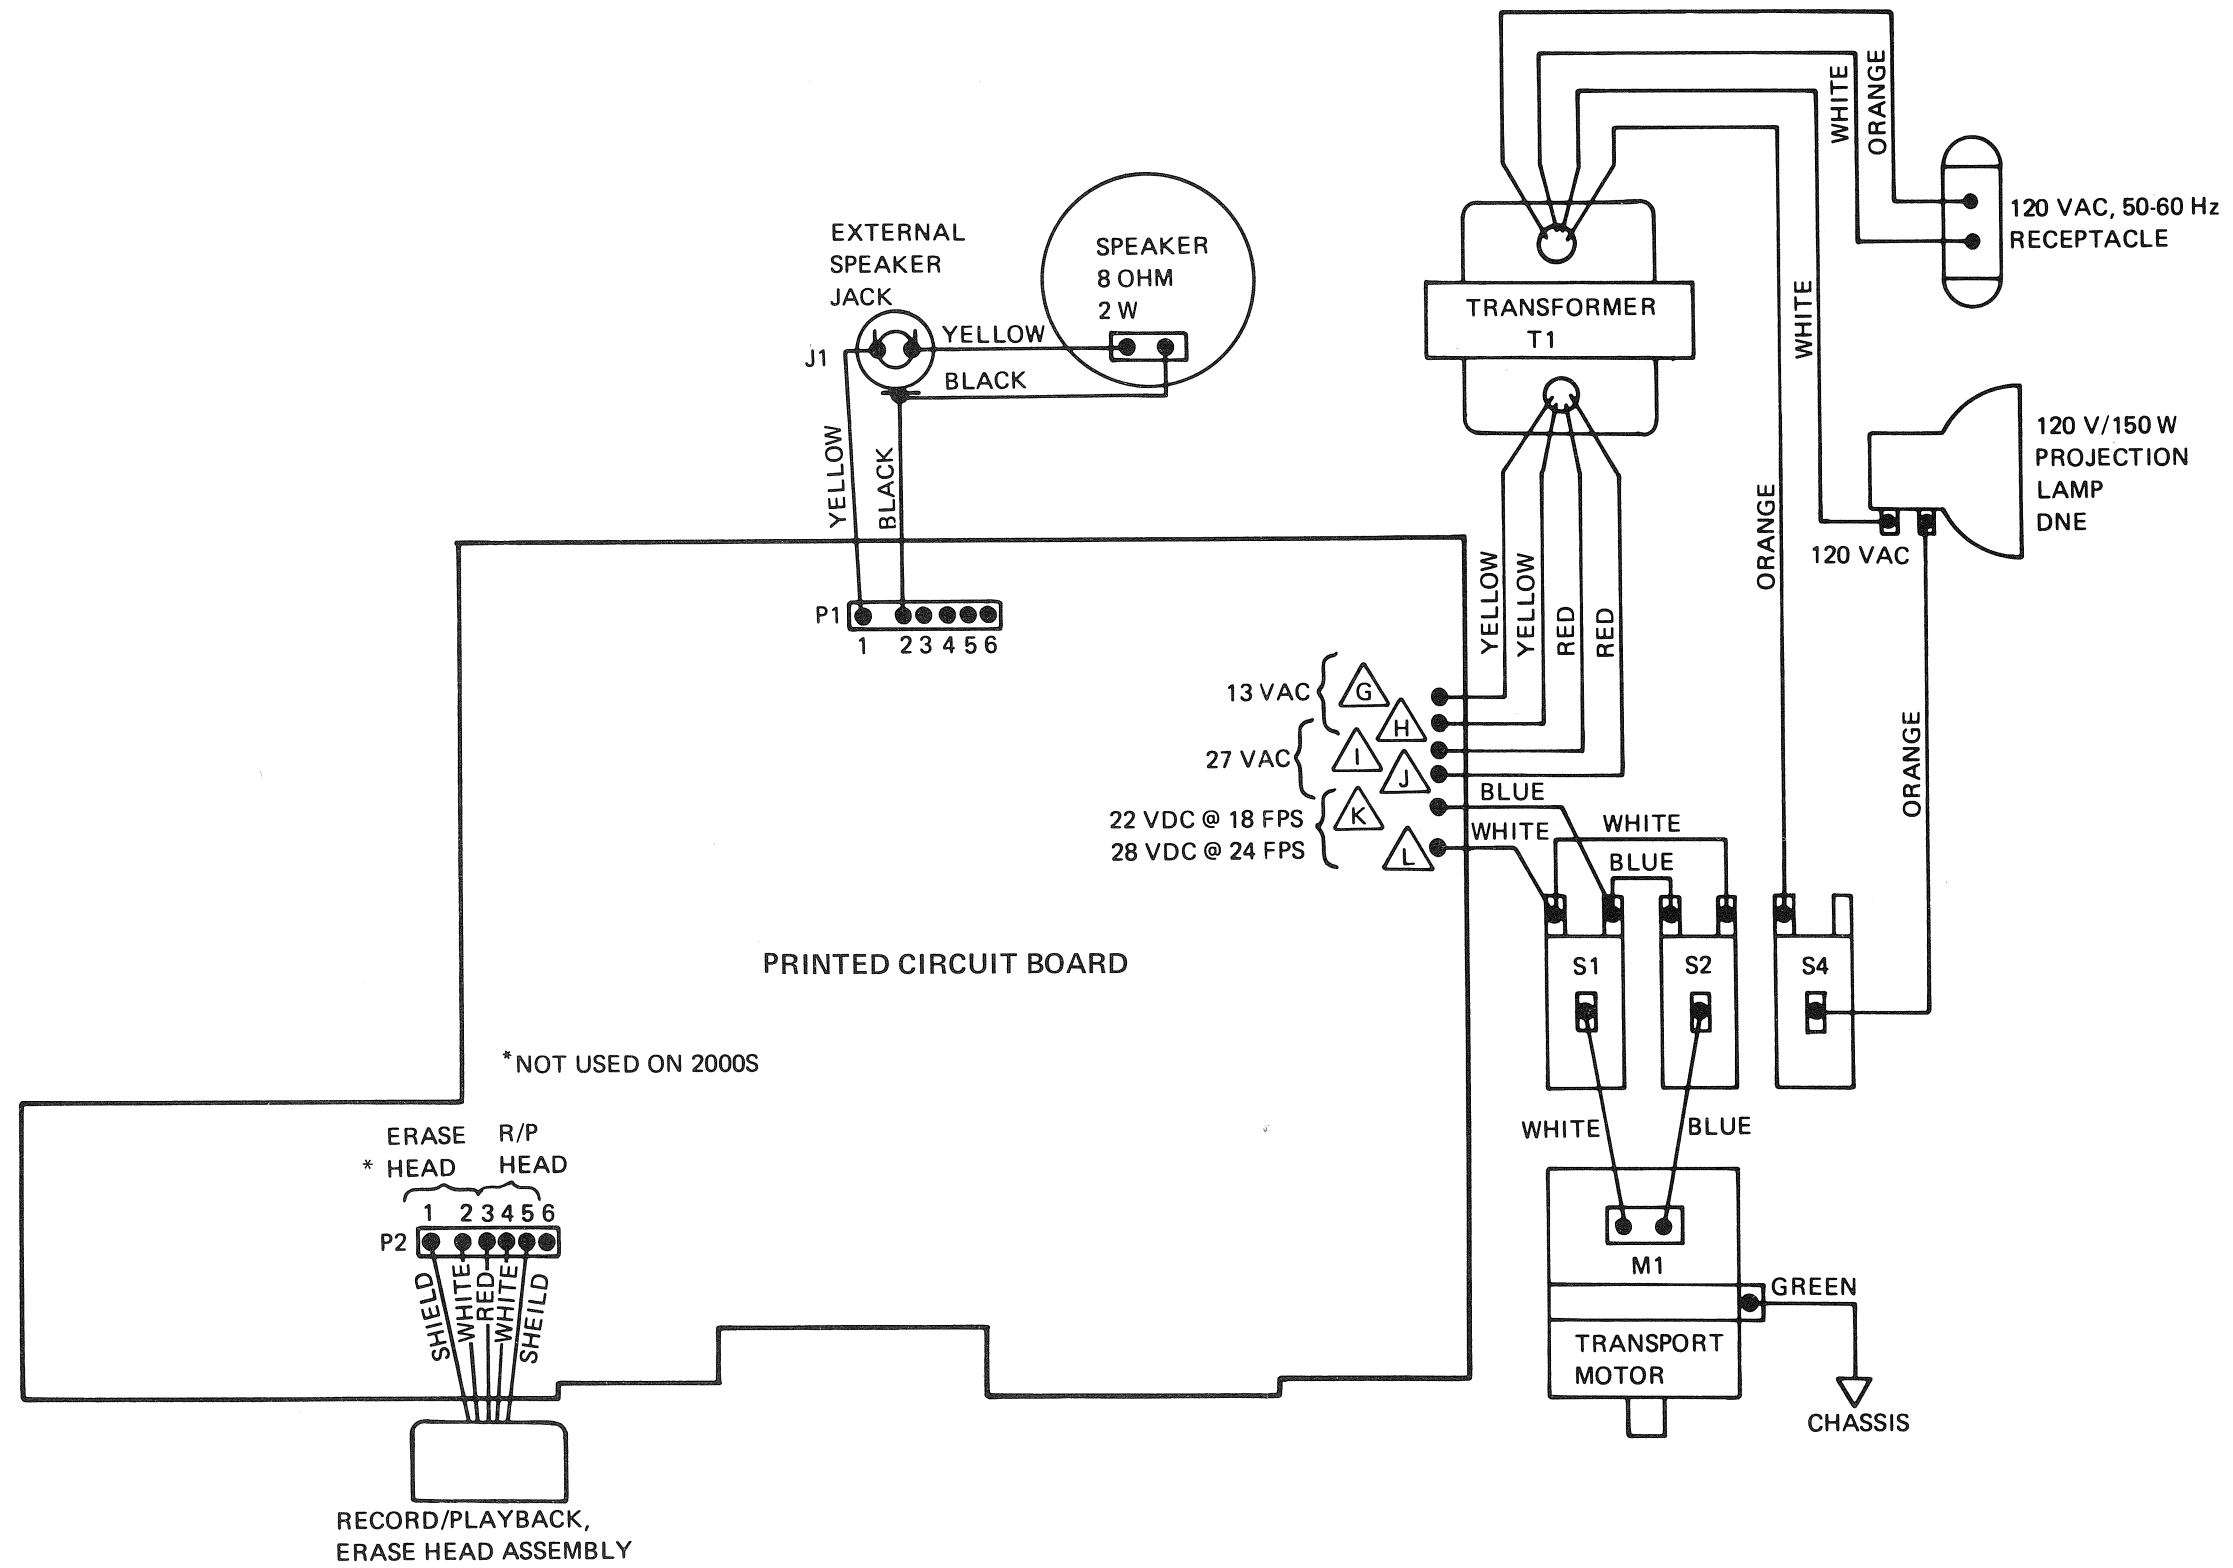 WHITE
ORANGE
120 VAC, 50-60 Hz
RECEPTACLE
EXTERNAL
SPEAKER
JACK
J1
YELLOW
BLACK
SPEAKER
8 OHM
2 W
TRANSFORMER
T1
WHITE
120 V/150 W
PROJECTION
LAMP
DNE
120 VAC
YELLOW
BLACK
ORANGE
P1
1 2 3 4 5 6
YELLOW
YELLOW
RED
RED
13 VAC
G
H
27 VAC
I
J
22 VDC @ 18 FPS
28 VDC @ 24 FPS
K
L
BLUE
WHITE
WHITE
BLUE
ORANGE
S1
S2
S4
PRINTED CIRCUIT BOARD
*NOT USED ON 2000S
WHITE
BLUE
ERASE
* HEAD
R/P
HEAD
1 2 3 4 5 6
P2
SHIELD
WHITE
RED
WHITE
SHEILD
M1
GREEN
TRANSPORT
MOTOR
CHASSIS
RECORD/PLAYBACK,
ERASE HEAD ASSEMBLY